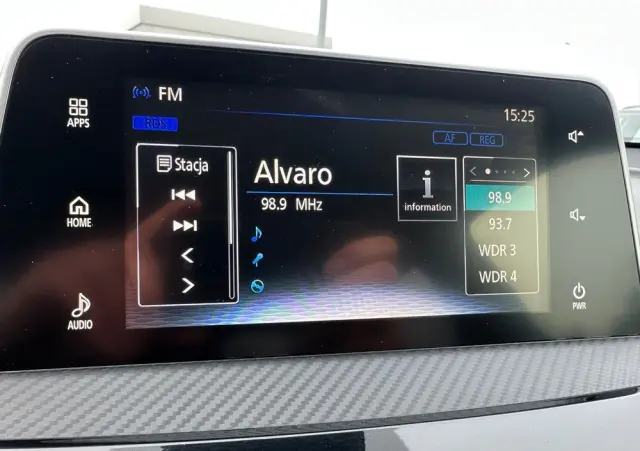 FM
15:25
RDS
AF
REG
APPS
HOME
AUDIO
Stacja
Alvaro
98.9 MHz
i
information
98.9
93.7
WDR 3
WDR 4
PWR